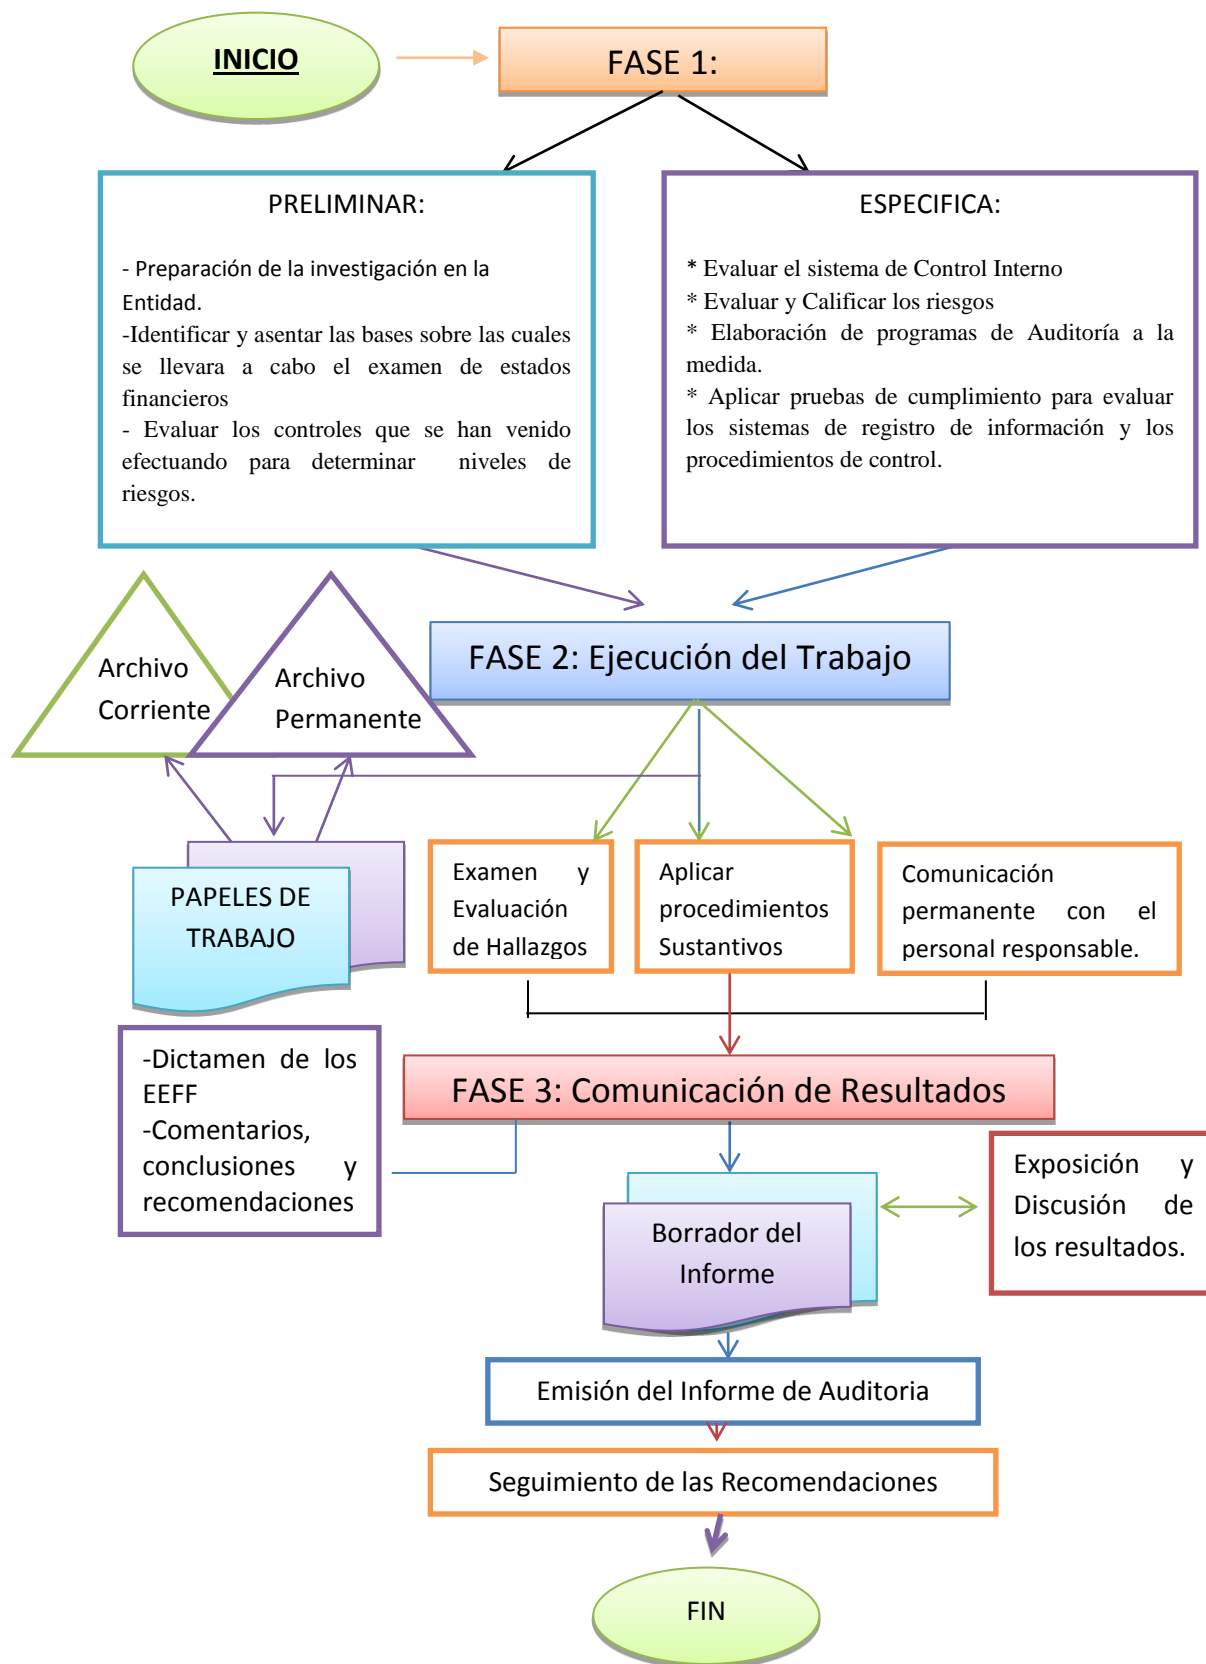 INICIO
FASE 1:
PRELIMINAR:
- Preparación de la investigación en la
Entidad.
-Identificar y asentar las bases sobre las cuales
se llevara a cabo el examen de estados
financieros
- Evaluar los controles que se han venido
efectuando para determinar niveles de
riesgos.
ESPECIFICA:
* Evaluar el sistema de Control Interno
* Evaluar y Calificar los riesgos
* Elaboración de programas de Auditoría a la
medida.
* Aplicar pruebas de cumplimiento para evaluar
los sistemas de registro de información y los
procedimientos de control.
Archivo
Corriente
Archivo
Permanente
FASE 2: Ejecución del Trabajo
PAPELES DE
TRABAJO
Examen y
Evaluación
de Hallazgos
Aplicar
procedimientos
Sustantivos
Comunicación
permanente con el
personal responsable.
-Dictamen de los
EEFF
-Comentarios,
conclusiones y
recomendaciones
FASE 3: Comunicación de Resultados
Borrador del
Informe
Exposición y
Discusión de
los resultados.
Emisión del Informe de Auditoria
Seguimiento de las Recomendaciones
FIN